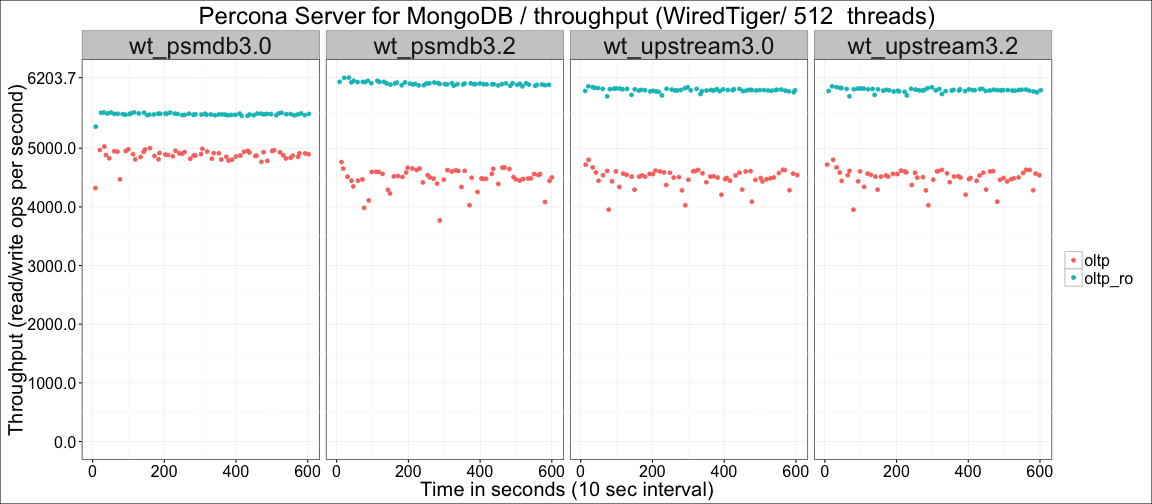 Percona Server for MongoDB / throughput (WiredTiger/ 512  threads)
wt_psmdb3.0 wt_psmdb3.2 wt_upstream3.0 wt_upstream3.2
Throughput (read/write ops per second)
6203.7
5000.0
4000.0
3000.0
2000.0
1000.0
0.0
oltp
oltp_ro
0 200 400 600 0 200 400 600 0 200 400 600 0 200 400 600
Time in seconds (10 sec interval)